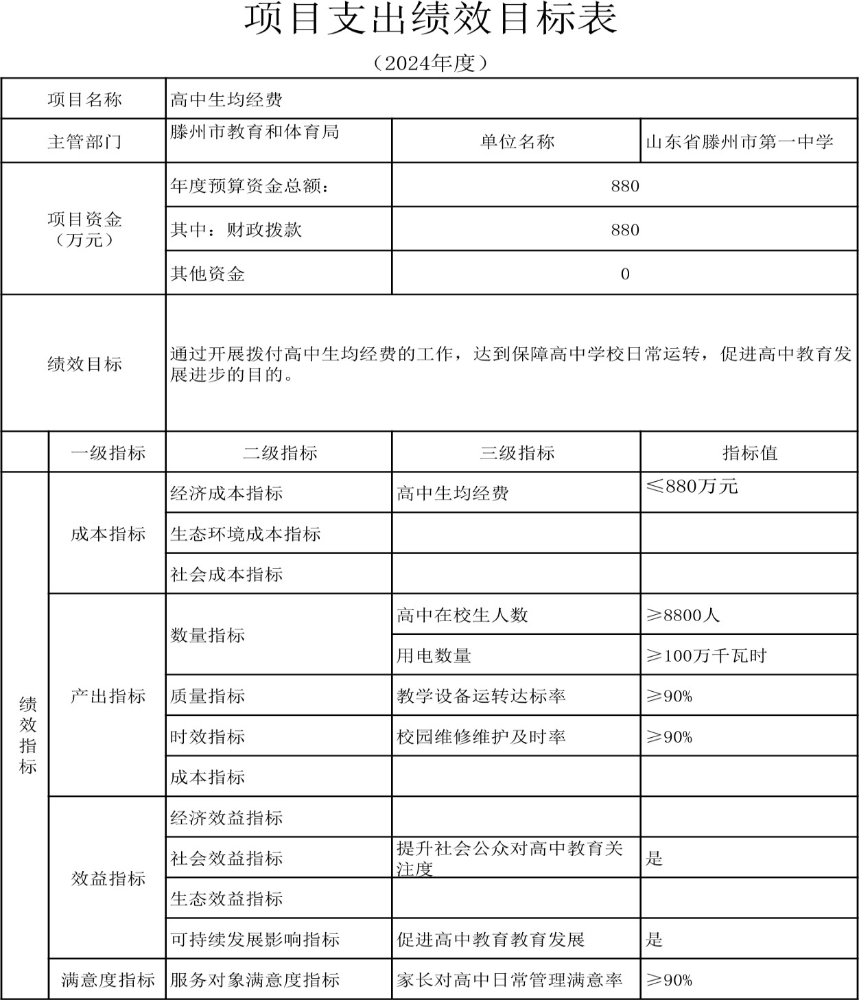 项目支出绩效目标表
（2024年度）
项目名称 高中生均经费
主管部门 滕州市教育和体育局 单位名称 山东省滕州市第一中学
项目资金
（万元）
年度预算资金总额： 880
其中：财政拨款 880
其他资金 0
绩效目标
通过开展拨付高中生均经费的工作，达到保障高中学校日常运转，促进高中教育发
展进步的目的。
一级指标 二级指标 三级指标 指标值
绩
效
指
标
成本指标
经济成本指标 高中生均经费 ≤880万元
生态环境成本指标
社会成本指标
产出指标
数量指标
高中在校生人数 ≥8800人
用电数量 ≥100万千瓦时
质量指标 教学设备运转达标率 ≥90%
时效指标 校园维修维护及时率 ≥90%
成本指标
效益指标
经济效益指标
社会效益指标
提升社会公众对高中教育关
注度
是
生态效益指标
可持续发展影响指标 促进高中教育教育发展 是
满意度指标 服务对象满意度指标 家长对高中日常管理满意率 ≥90%